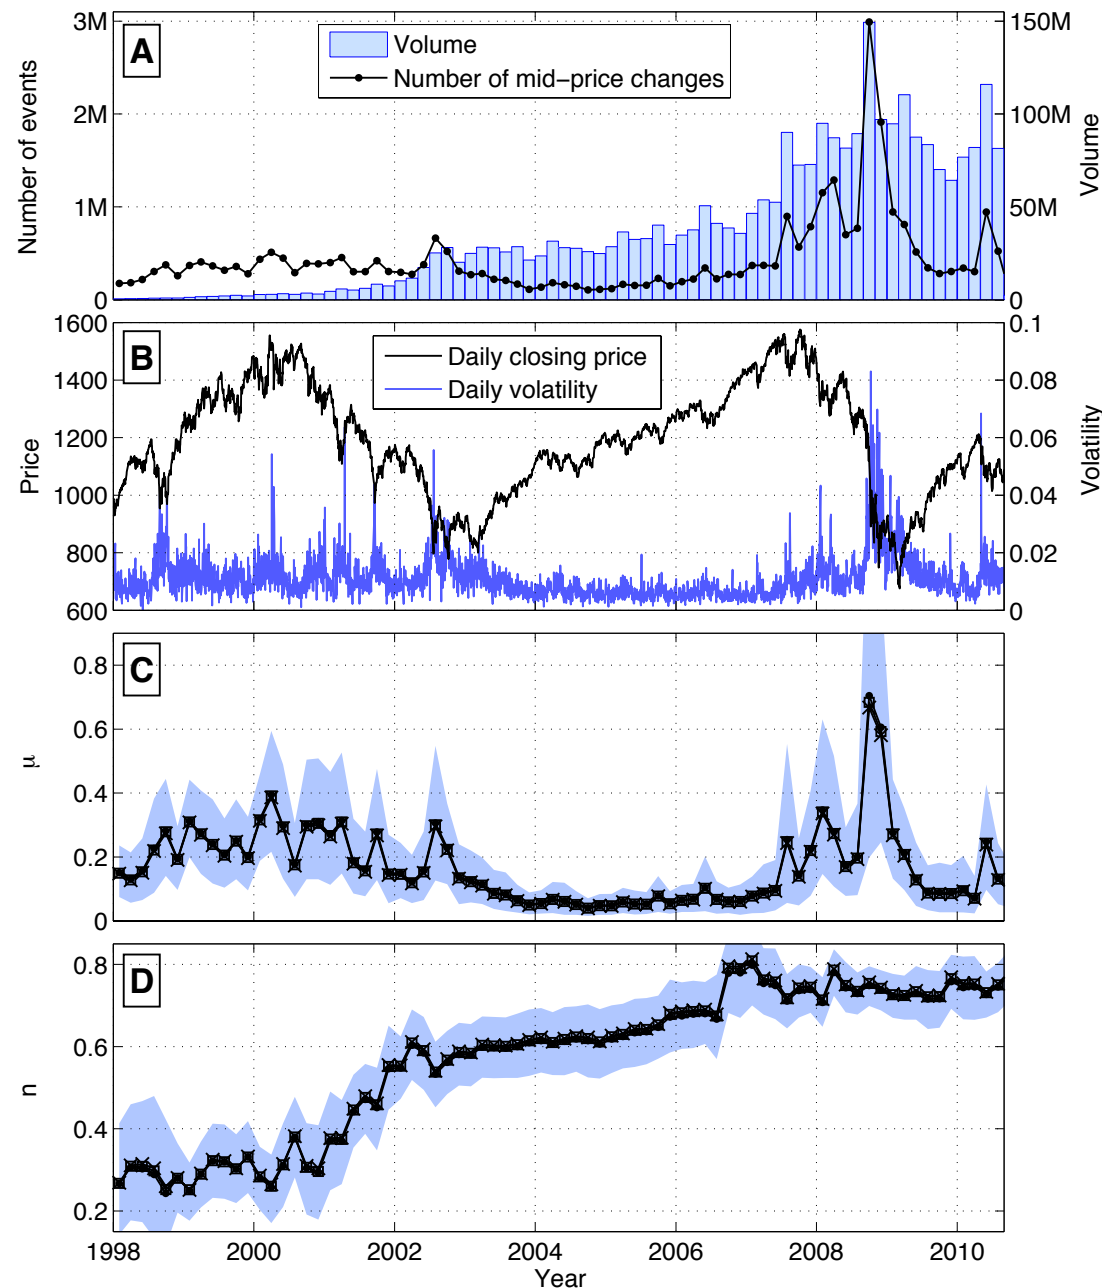 A
Volume
Number of mid-price changes
Number of events
3M
2M
1M
0
150M
100M
50M
0
Volume
B
Daily closing price
Daily volatility
Price
1600
1400
1200
1000
800
600
0.1
0.08
0.06
0.04
0.02
0
Volatility
C
μ
0.8
0.6
0.4
0.2
0
D
n
0.8
0.6
0.4
0.2
1998 2000 2002 2004 2006 2008 2010
Year